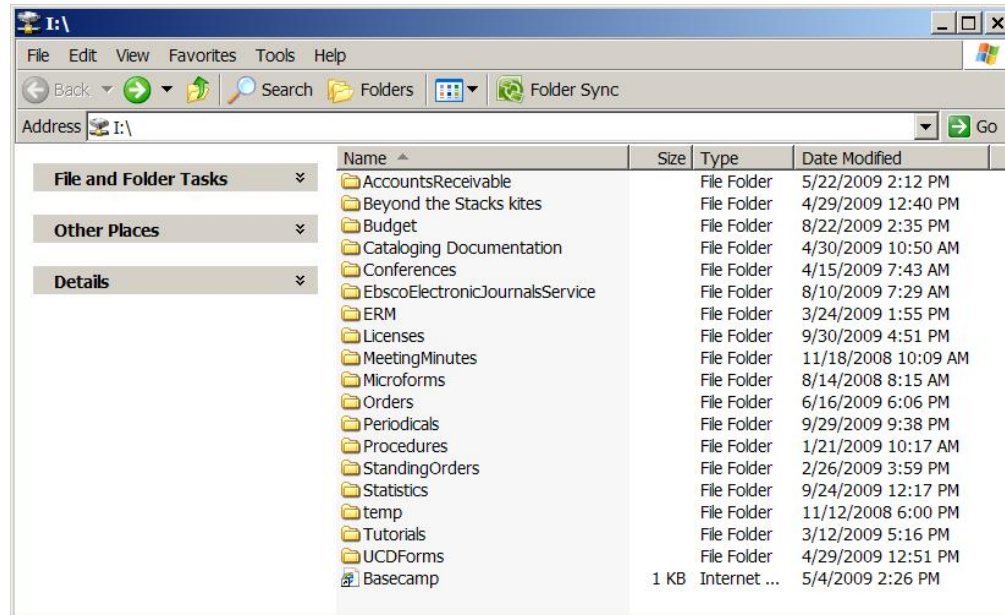 I:\
File Edit View Favorites Tools Help
Back Search Folders Folder Sync
Address I:\ Go
File and Folder Tasks
Other Places
Details
Name Size Type Date Modified
AccountsReceivable File Folder 5/22/2009 2:12 PM
Beyond the Stacks kites File Folder 4/29/2009 12:40 PM
Budget File Folder 8/22/2009 2:35 PM
Cataloging Documentation File Folder 4/30/2009 10:50 AM
Conferences File Folder 4/15/2009 7:43 AM
EbscoElectronicJournalsService File Folder 8/10/2009 7:29 AM
ERM File Folder 3/24/2009 1:55 PM
Licenses File Folder 9/30/2009 4:51 PM
MeetingMinutes File Folder 11/18/2008 10:09 AM
Microforms File Folder 8/14/2008 8:15 AM
Orders File Folder 6/16/2009 6:06 PM
Periodicals File Folder 9/29/2009 9:38 PM
Procedures File Folder 1/21/2009 10:17 AM
StandingOrders File Folder 2/26/2009 3:59 PM
Statistics File Folder 9/24/2009 12:17 PM
temp File Folder 11/12/2008 6:00 PM
Tutorials File Folder 3/12/2009 5:16 PM
UCDForms File Folder 4/29/2009 12:51 PM
Basecamp 1 KB Internet ... 5/4/2009 2:26 PM